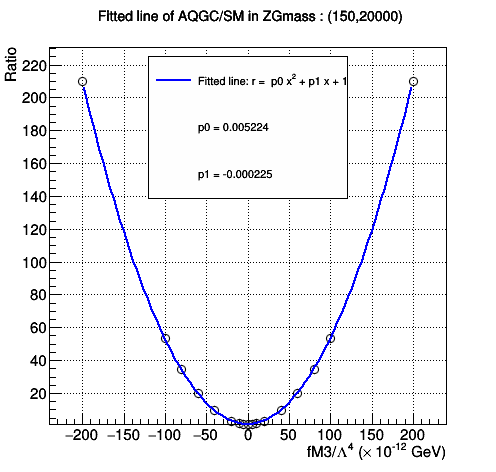 FItted line of AQGC/SM in ZGmass : (150,20000)
Ratio
220
200
180
160
140
120
100
80
60
40
20
Fitted line: r = p0 x² + p1 x + 1
p0 = 0.005224
p1 = -0.000225
−200 −150 −100 −50 0 50 100 150 200
fM3/Λ⁴ (× 10⁻¹² GeV)